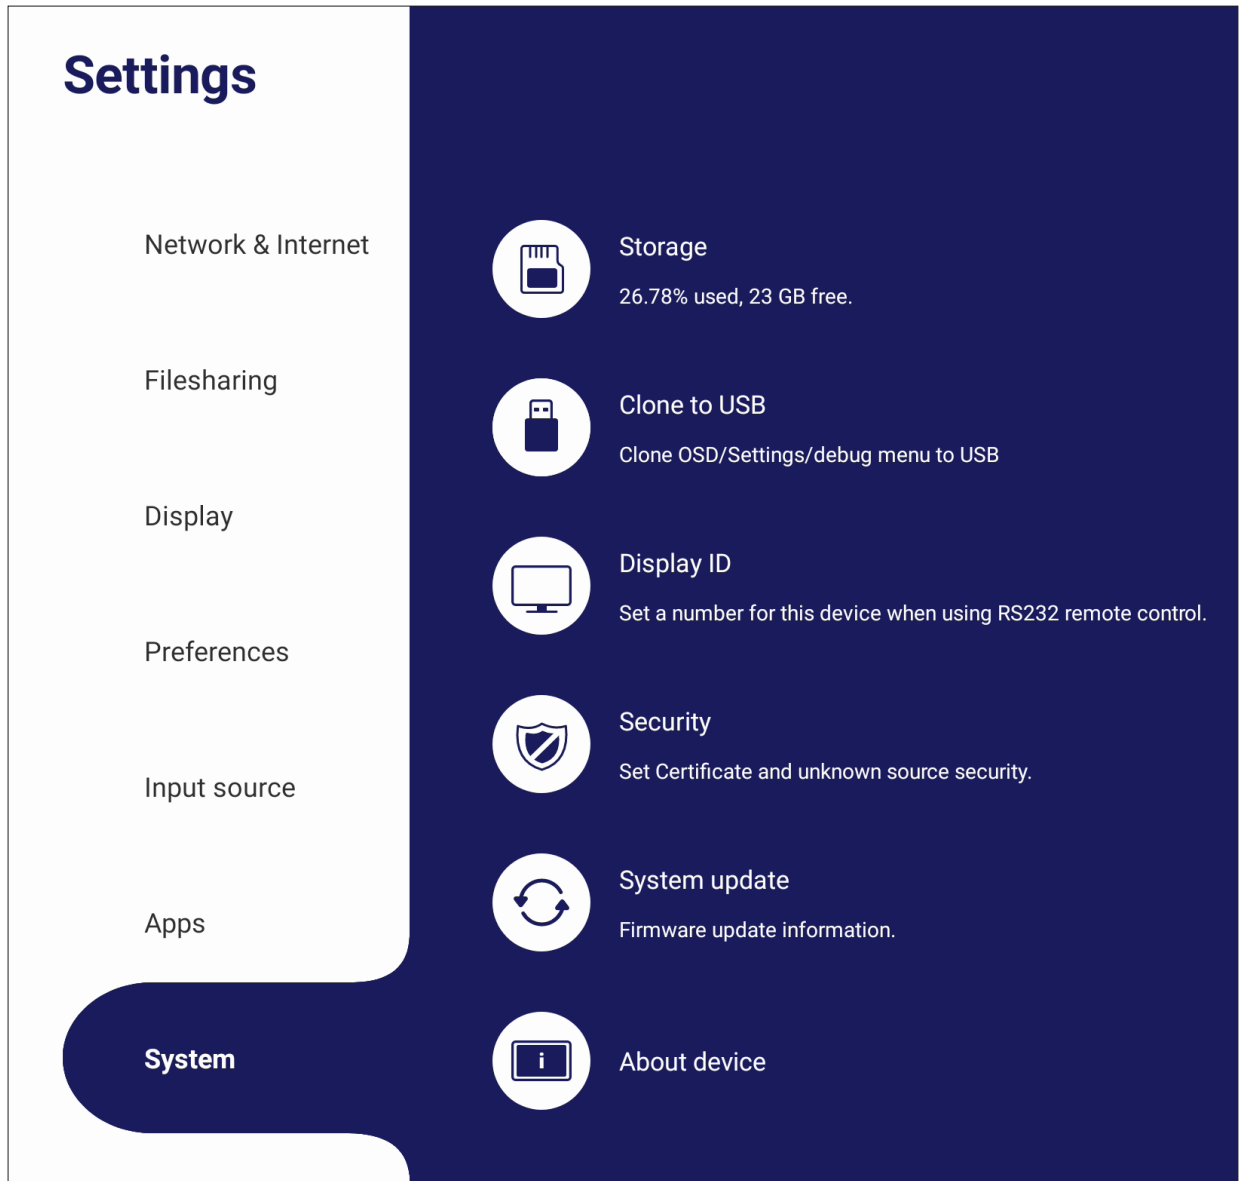 Settings
Network & Internet
Filesharing
Display
Preferences
Input source
Apps
System
Storage
26.78% used, 23 GB free.
Clone to USB
Clone OSD/Settings/debug menu to USB
Display ID
Set a number for this device when using RS232 remote control.
Security
Set Certificate and unknown source security.
System update
Firmware update information.
About device